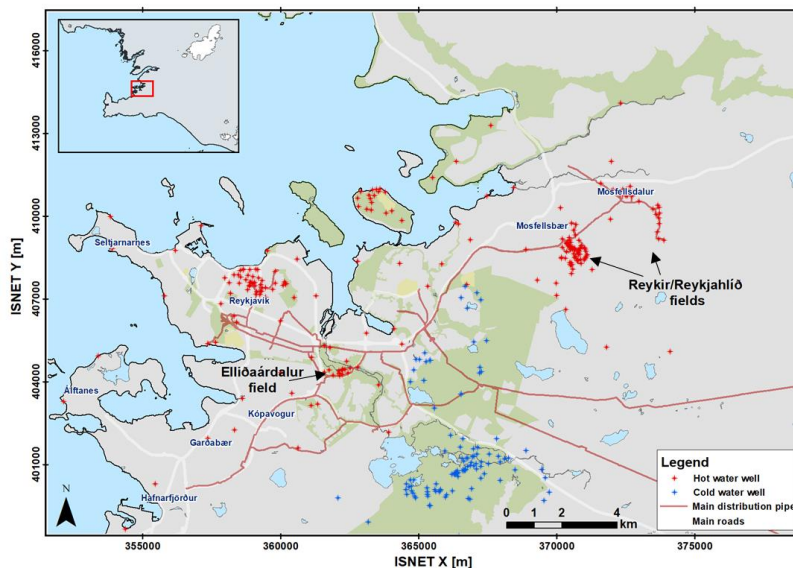 416000
413000
410000
407000
404000
401000
ISNET Y [m]
Mosfellsdalur
Mosfellsbær
Seltjarnarnes
Reykir/Reykjahlíð
fields
Reykjavík
Elliðaárdalur
field
Álftanes
Kópavogur
Garðabær
Hafnarfjörður
N
Legend
Hot water well
Cold water well
Main distribution pipe
Main roads
0 1 2 4
km
355000 360000 365000 370000 375000
ISNET X [m]